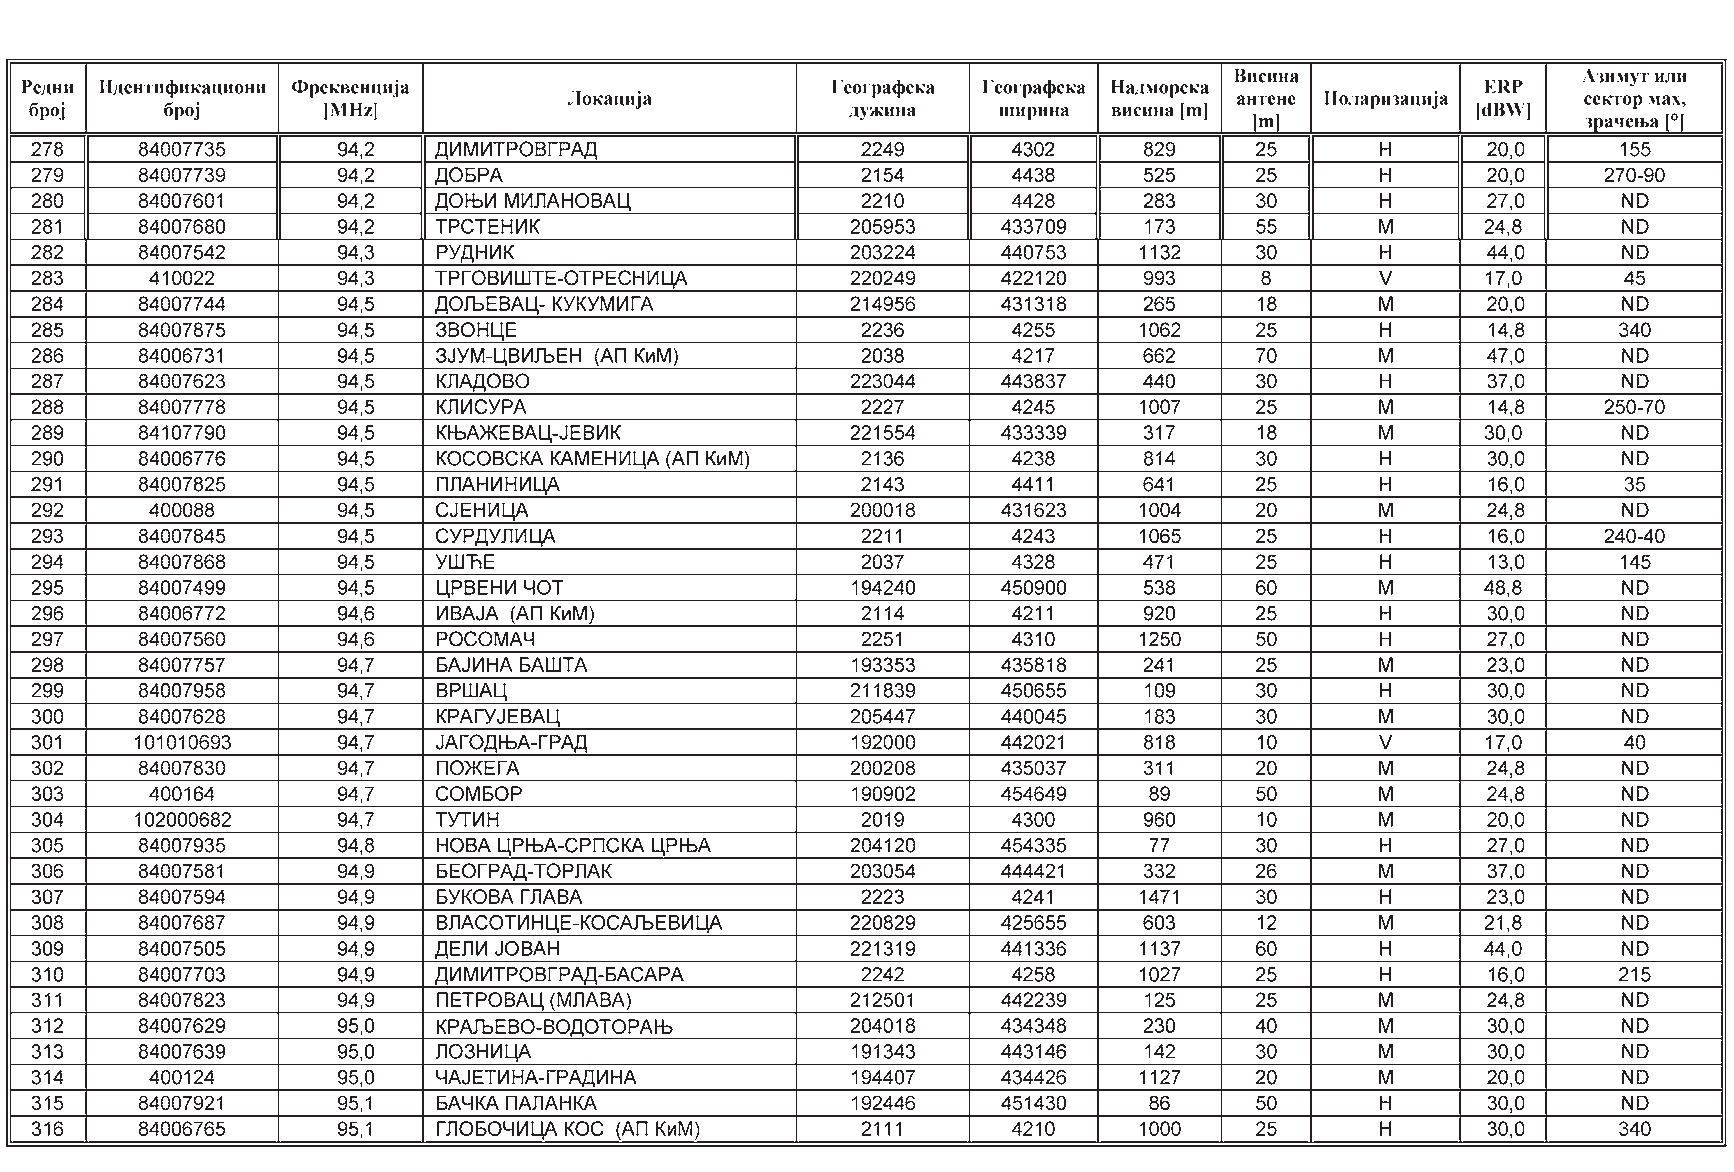 Редни број | Идентификациони број | Фреквенција [MHz] | Локација | Географска дужина | Географска ширина | Надморска висина [m] | Висина антене [m] | Поларизација | ERP [dBW] | Азимут или сектор мах, зрачења [°]
278 84007735 94,2 ДИМИТРОВГРАД 2249 4302 829 25 H 20,0 155
279 84007739 94,2 ДОБРА 2154 4438 525 25 H 20,0 270-90
280 84007601 94,2 ДОЊИ МИЛАНОВАЦ 2210 4428 283 30 H 27,0 ND
281 84007680 94,2 ТРСТЕНИК 205953 433709 173 55 M 24,8 ND
282 84007542 94,3 РУДНИК 203224 440753 1132 30 H 44,0 ND
283 410022 94,3 ТРГОВИШТЕ-ОТРЕСНИЦА 220249 422120 993 8 V 17,0 45
284 84007744 94,5 ДОЉЕВАЦ- КУКУМИГА 214956 431318 265 18 M 20,0 ND
285 84007875 94,5 ЗВОНЦЕ 2236 4255 1062 25 H 14,8 340
286 84006731 94,5 ЗЈУМ-ЦВИЉЕН (АП КиМ) 2038 4217 662 70 M 47,0 ND
287 84007623 94,5 КЛАДОВО 223044 443837 440 30 H 37,0 ND
288 84007778 94,5 КЛИСУРА 2227 4245 1007 25 M 14,8 250-70
289 84107790 94,5 КЊАЖЕВАЦ-ЈЕВИК 221554 433339 317 18 M 30,0 ND
290 84006776 94,5 КОСОВСКА КАМЕНИЦА (АП КиМ) 2136 4238 814 30 H 30,0 ND
291 84007825 94,5 ПЛАНИНИЦА 2143 4411 641 25 H 16,0 35
292 400088 94,5 СЈЕНИЦА 200018 431623 1004 20 M 24,8 ND
293 84007845 94,5 СУРДУЛИЦА 2211 4243 1065 25 H 16,0 240-40
294 84007868 94,5 УШЋЕ 2037 4328 471 25 H 13,0 145
295 84007499 94,5 ЦРВЕНИ ЧОТ 194240 450900 538 60 M 48,8 ND
296 84006772 94,6 ИВАЈА (АП КиМ) 2114 4211 920 25 H 30,0 ND
297 84007560 94,6 РОСОМАЧ 2251 4310 1250 50 H 27,0 ND
298 84007757 94,7 БАЈИНА БАШТА 193353 435818 241 25 M 23,0 ND
299 84007958 94,7 ВРШАЦ 211839 450655 109 30 H 30,0 ND
300 84007628 94,7 КРАГУЈЕВАЦ 205447 440045 183 30 M 30,0 ND
301 101010693 94,7 ЈАГОДЊА-ГРАД 192000 442021 818 10 V 17,0 40
302 84007830 94,7 ПОЖЕГА 200208 435037 311 20 M 24,8 ND
303 400164 94,7 СОМБОР 190902 454649 89 50 M 24,8 ND
304 102000682 94,7 ТУТИН 2019 4300 960 10 M 20,0 ND
305 84007935 94,8 НОВА ЦРЊА-СРПСКА ЦРЊА 204120 454335 77 30 H 27,0 ND
306 84007581 94,9 БЕОГРАД-ТОРЛАК 203054 444421 332 26 M 37,0 ND
307 84007594 94,9 БУКОВА ГЛАВА 2223 4241 1471 30 H 23,0 ND
308 84007687 94,9 ВЛАСОТИНЦЕ-КОСАЉЕВИЦА 220829 425655 603 12 M 21,8 ND
309 84007505 94,9 ДЕЛИ ЈОВАН 221319 441336 1137 60 H 44,0 ND
310 84007703 94,9 ДИМИТРОВГРАД-БАСАРА 2242 4258 1027 25 H 16,0 215
311 84007823 94,9 ПЕТРОВАЦ (МЛАВА) 212501 442239 125 25 M 24,8 ND
312 84007629 95,0 КРАЉЕВО-ВОДОТОРАЊ 204018 434348 230 40 M 30,0 ND
313 84007639 95,0 ЛОЗНИЦА 191343 443146 142 30 M 30,0 ND
314 400124 95,0 ЧАЈЕТИНА-ГРАДИНА 194407 434426 1127 20 M 20,0 ND
315 84007921 95,1 БАЧКА ПАЛАНКА 192446 451430 86 50 H 30,0 ND
316 84006765 95,1 ГЛОБОЧИЦА КОС (АП КиМ) 2111 4210 1000 25 H 30,0 340